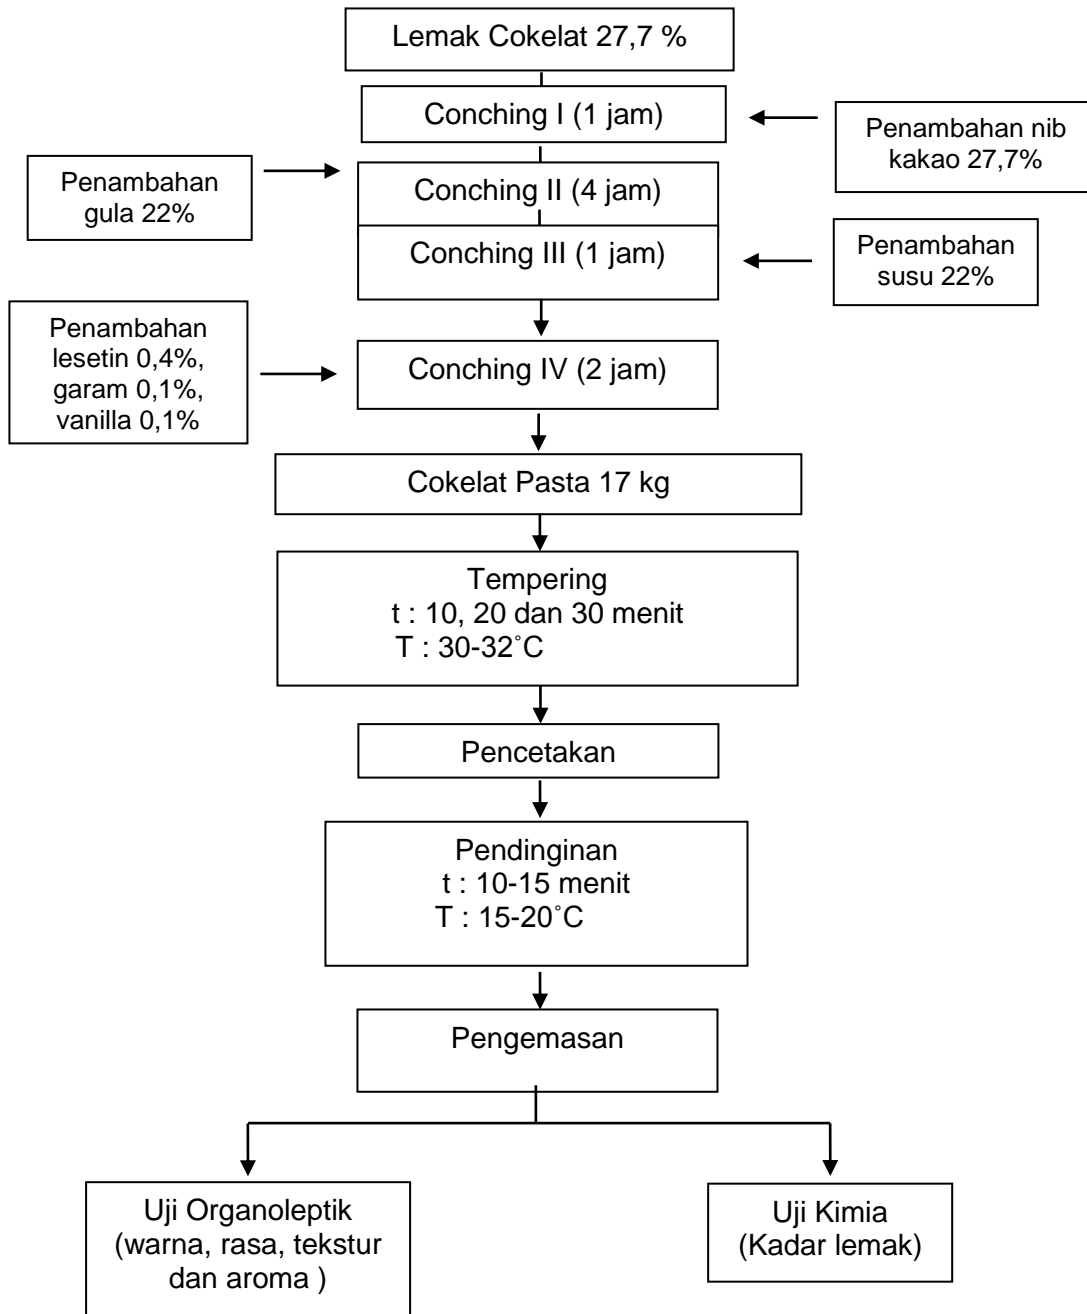 Lemak Cokelat 27,7 %
Conching I (1 jam)
Penambahan nib
kakao 27,7%
Penambahan
gula 22%
Conching II (4 jam)
Conching III (1 jam)
Penambahan
susu 22%
Penambahan
lesetin 0,4%,
garam 0,1%,
vanilla 0,1%
Conching IV (2 jam)
Cokelat Pasta 17 kg
Tempering
t : 10, 20 dan 30 menit
T : 30-32˚C
Pencetakan
Pendinginan
t : 10-15 menit
T : 15-20˚C
Pengemasan
Uji Organoleptik
(warna, rasa, tekstur
dan aroma )
Uji Kimia
(Kadar lemak)